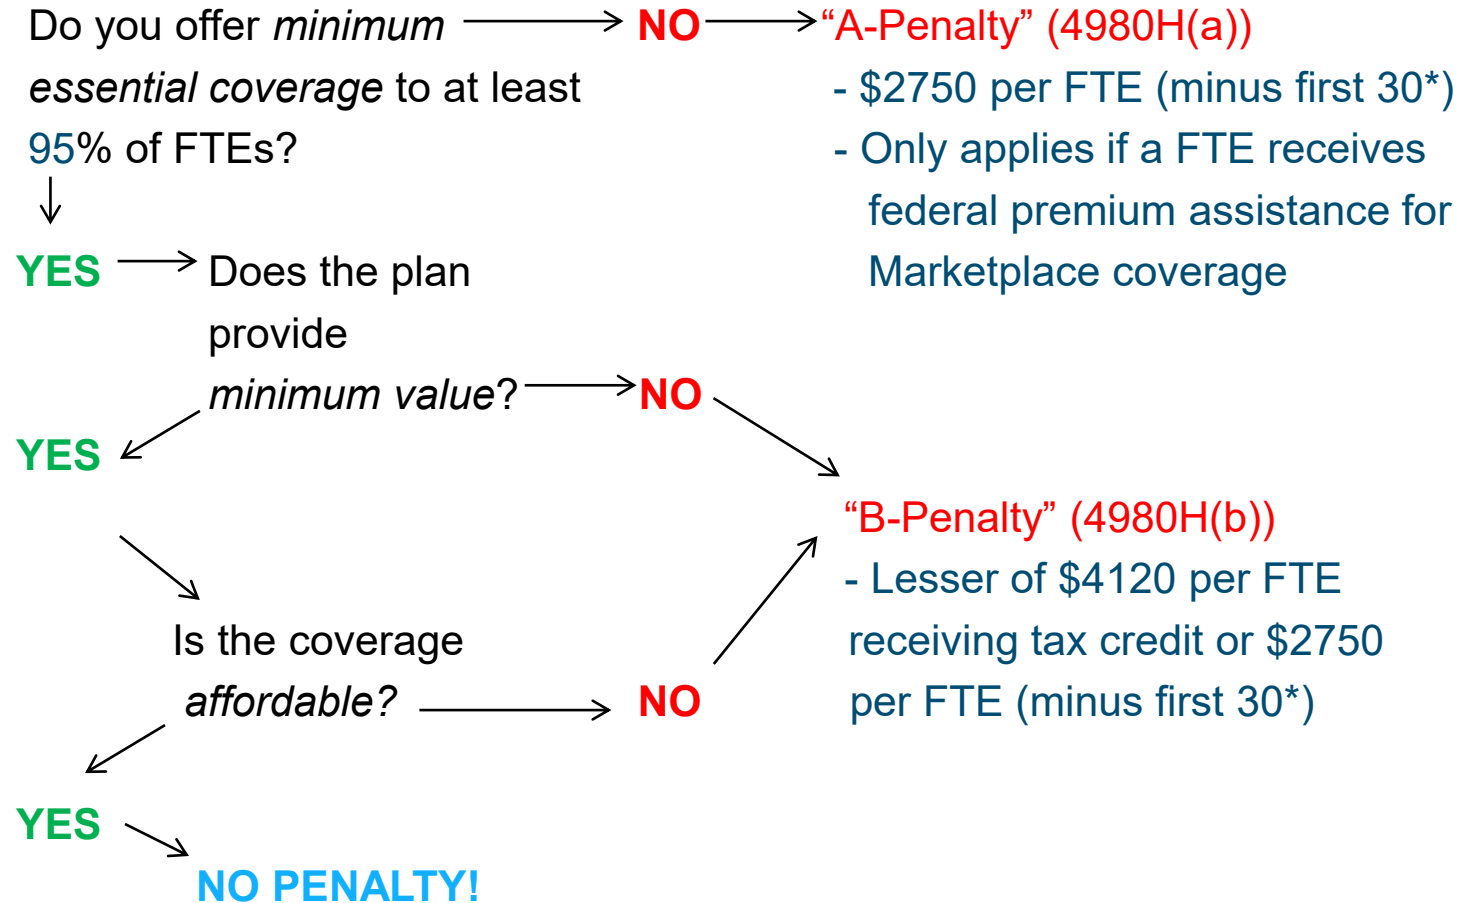 Do you offer minimum
essential coverage to at least
95% of FTEs?
NO
“A-Penalty” (4980H(a))
- $2750 per FTE (minus first 30*)
- Only applies if a FTE receives
federal premium assistance for
Marketplace coverage
YES
Does the plan
provide
minimum value?
NO
YES
“B-Penalty” (4980H(b))
- Lesser of $4120 per FTE
receiving tax credit or $2750
per FTE (minus first 30*)
Is the coverage
affordable?
NO
YES
NO PENALTY!